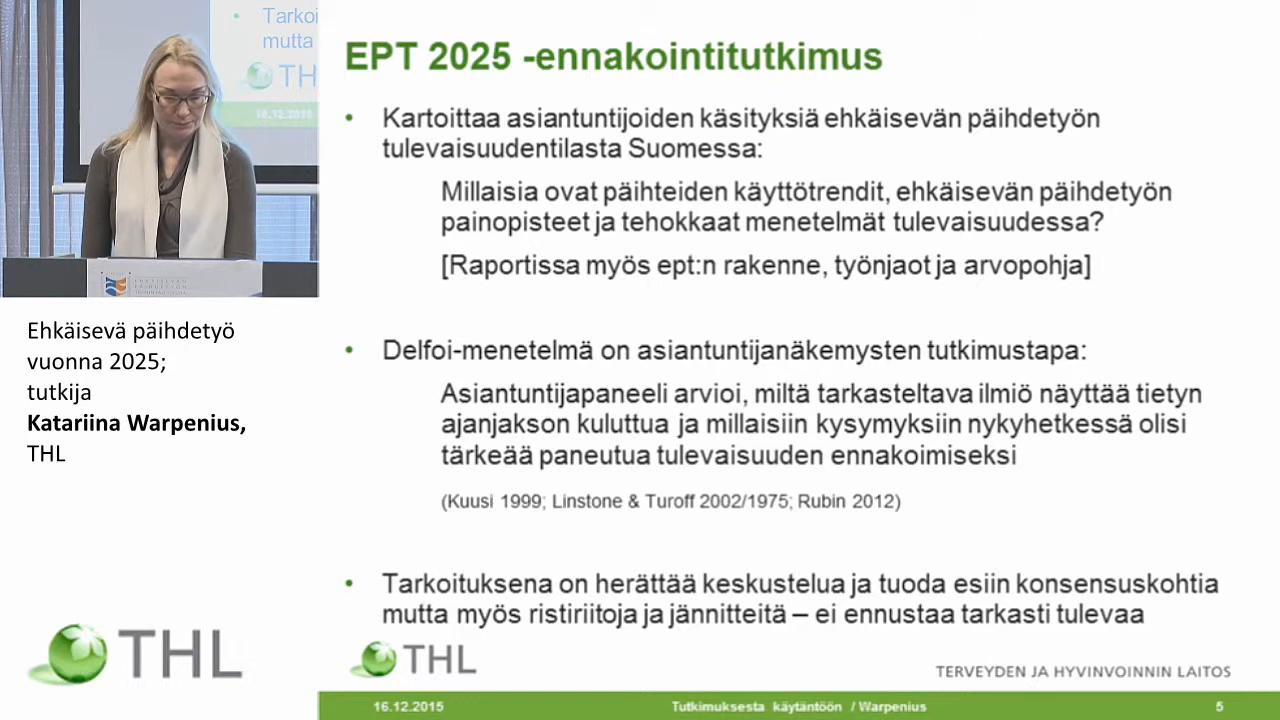 Tarkoi
mutta
THL
16.12.2015
Ehkäisevä päihdetyö
vuonna 2025;
tutkija
Katariina Warpenius,
THL
THL
EPT 2025 -ennakointitutkimus
• Kartoittaa asiantuntijoiden käsityksiä ehkäisevän päihdetyön
tulevaisuudentilasta Suomessa:
Millaisia ovat päihteiden käyttötrendit, ehkäisevän päihdetyön
painopisteet ja tehokkaat menetelmät tulevaisuudessa?
[Raportissa myös ept:n rakenne, työnjaot ja arvopohja]
• Delfoi-menetelmä on asiantuntijanäkemysten tutkimustapa:
Asiantuntijapaneeli arvioi, miltä tarkasteltava ilmiö näyttää tietyn
ajanjakson kuluttua ja millaisiin kysymyksiin nykyhetkessä olisi
tärkeää paneutua tulevaisuuden ennakoimiseksi
(Kuusi 1999; Linstone & Turoff 2002/1975; Rubin 2012)
• Tarkoituksena on herättää keskustelua ja tuoda esiin konsensuskohtia
mutta myös ristiriitoja ja jännitteitä – ei ennustaa tarkasti tulevaa
THL
TERVEYDEN JA HYVINVOINNIN LAITOS
16.12.2015 Tutkimuksesta käytäntöön / Warpenius 5